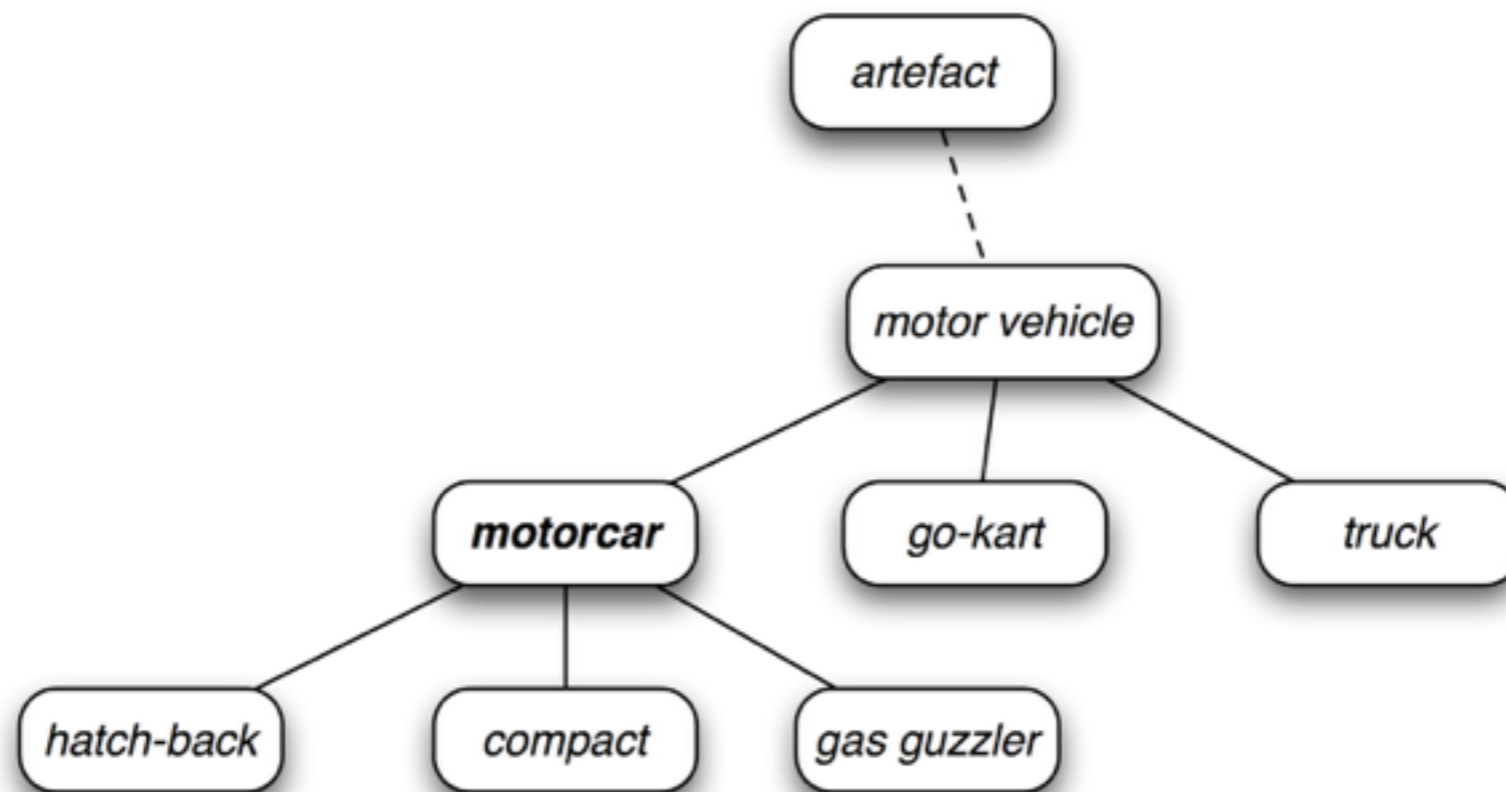 artefact
motor vehicle
motorcar
go-kart
truck
hatch-back
compact
gas guzzler